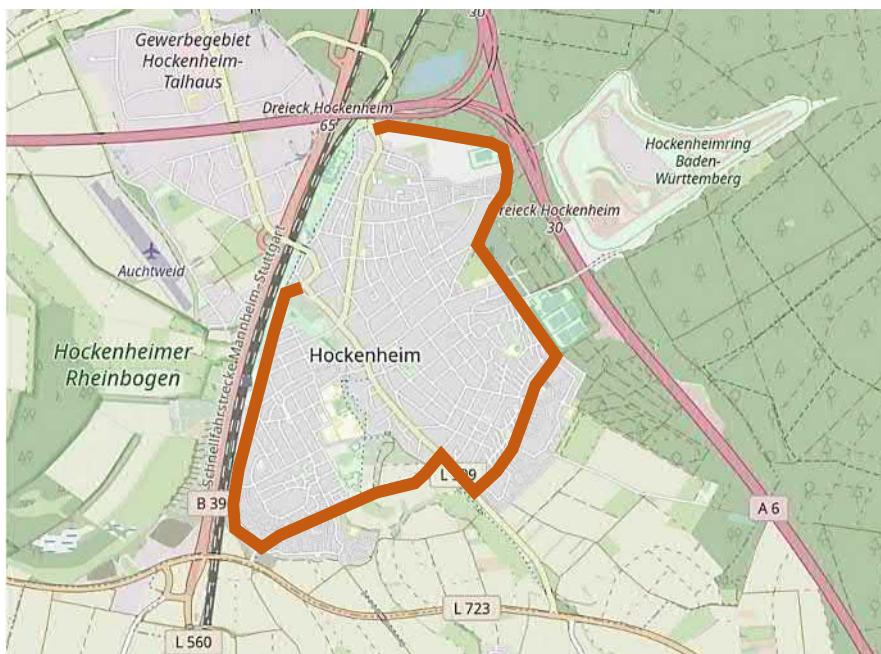 30
Gewerbegebiet
Hockenheim-
Talhaus
Dreieck Hockenheim
65
Hockenheimring
Baden-
Württemberg
Dreieck Hockenheim
30
Auchtweid
Schnellfahrstrecke Mannheim-Stuttgart
Hockenheimer
Rheinbogen
Hockenheim
B 39
A 6
L 723
L 560